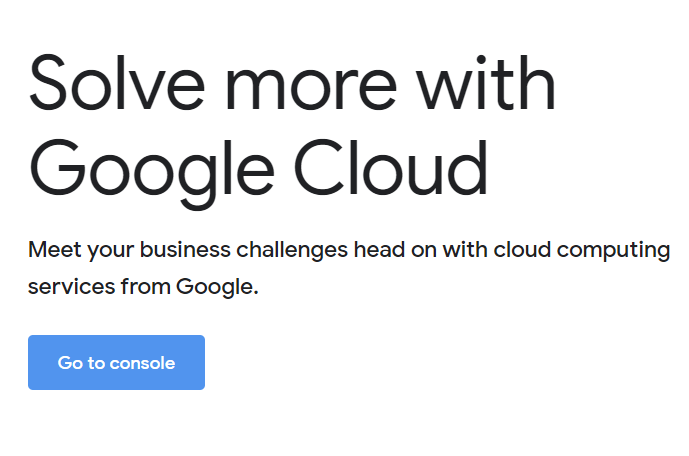 Solve more with
Google Cloud
Meet your business challenges head on with cloud computing
services from Google.
Go to console